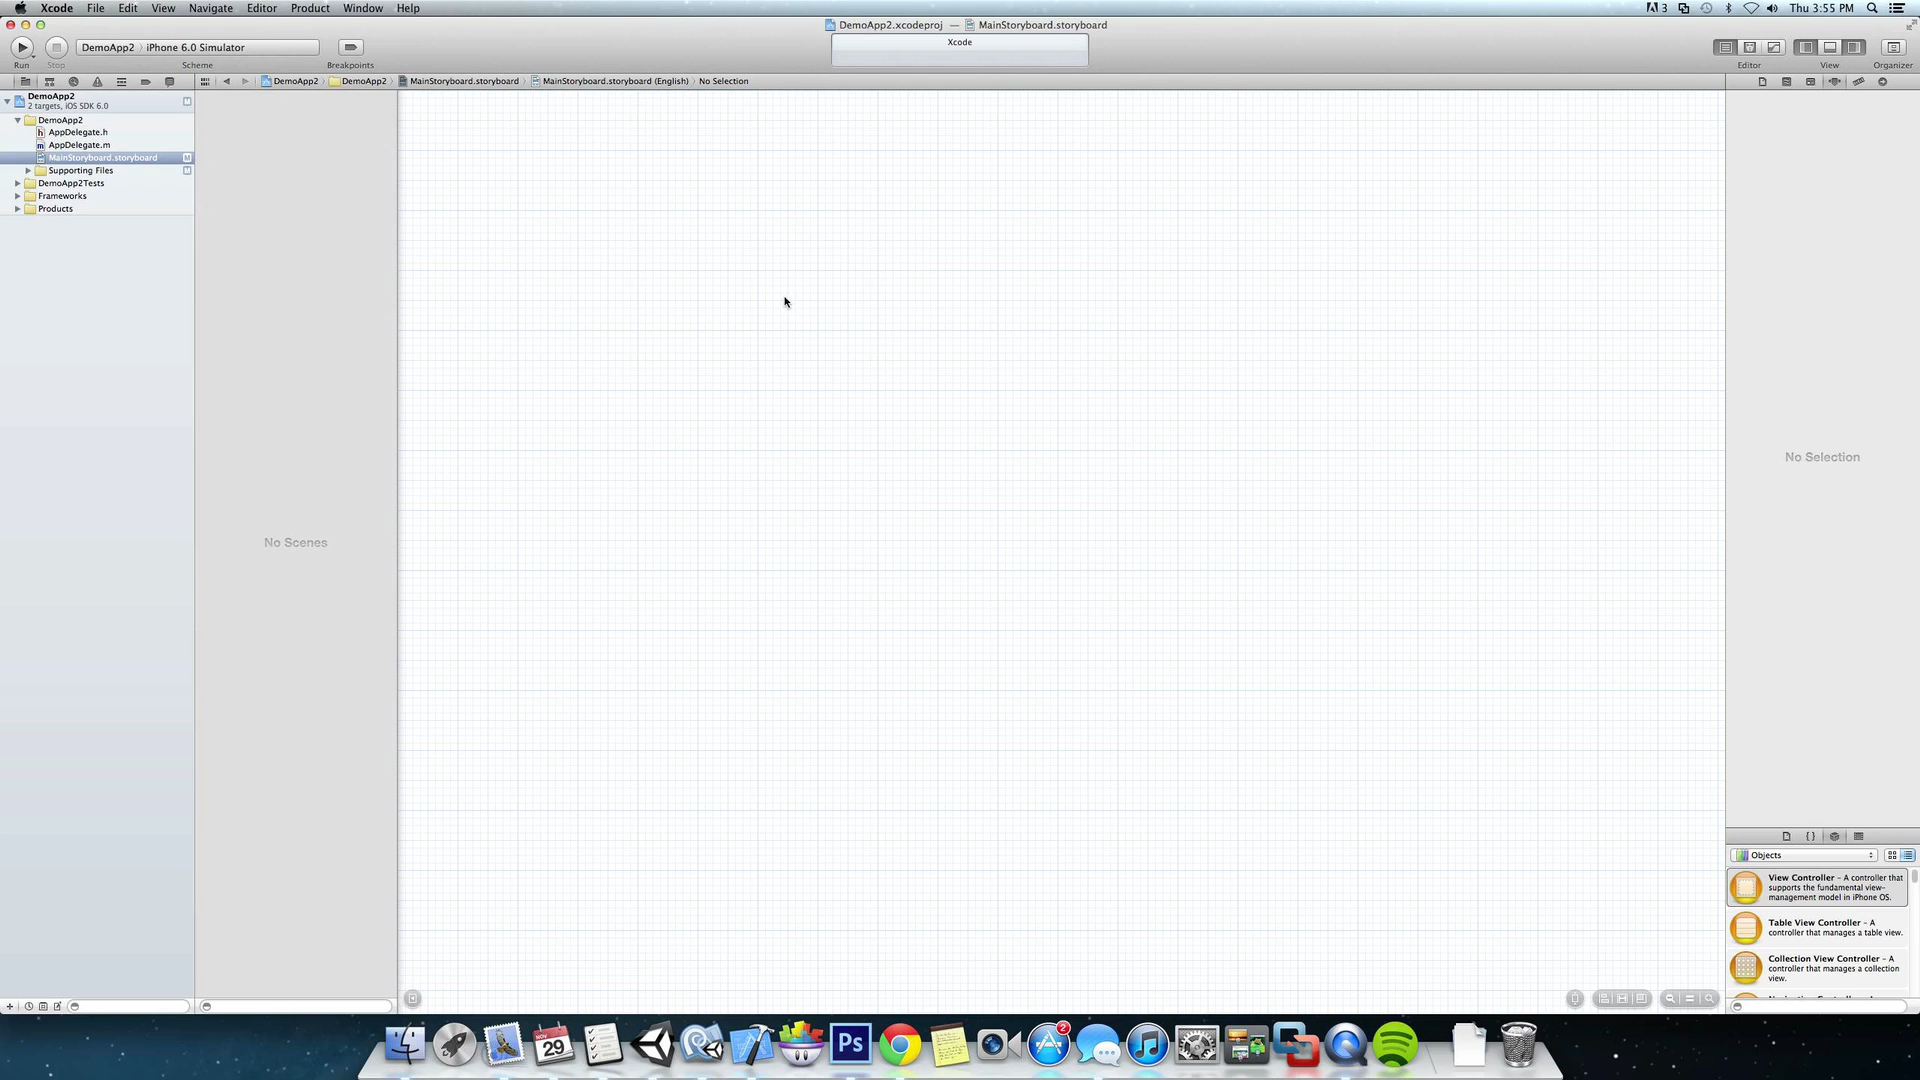 Xcode File Edit View Navigate Editor Product Window Help
3 Thu 3:55 PM
DemoApp2.xcodeproj — MainStoryboard.storyboard
DemoApp2 › iPhone 6.0 Simulator
Xcode
Run Stop Scheme Breakpoints Editor View Organizer
DemoApp2 DemoApp2 MainStoryboard.storyboard MainStoryboard.storyboard (English) No Selection
DemoApp2 M
2 targets, iOS SDK 6.0
DemoApp2
h AppDelegate.h
m AppDelegate.m
MainStoryboard.storyboard M
Supporting Files M
DemoApp2Tests
Frameworks
Products
No Scenes
No Selection
{ }
Objects
View Controller – A controller that
supports the fundamental view-
management model in iPhone OS.
Table View Controller – A
controller that manages a table view.
Collection View Controller – A
controller that manages a collection
view.
NOV
29
Ps
2